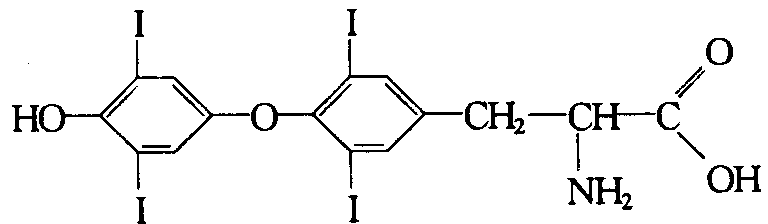 I I O
HO O CH₂ CH C
I I NH₂ OH